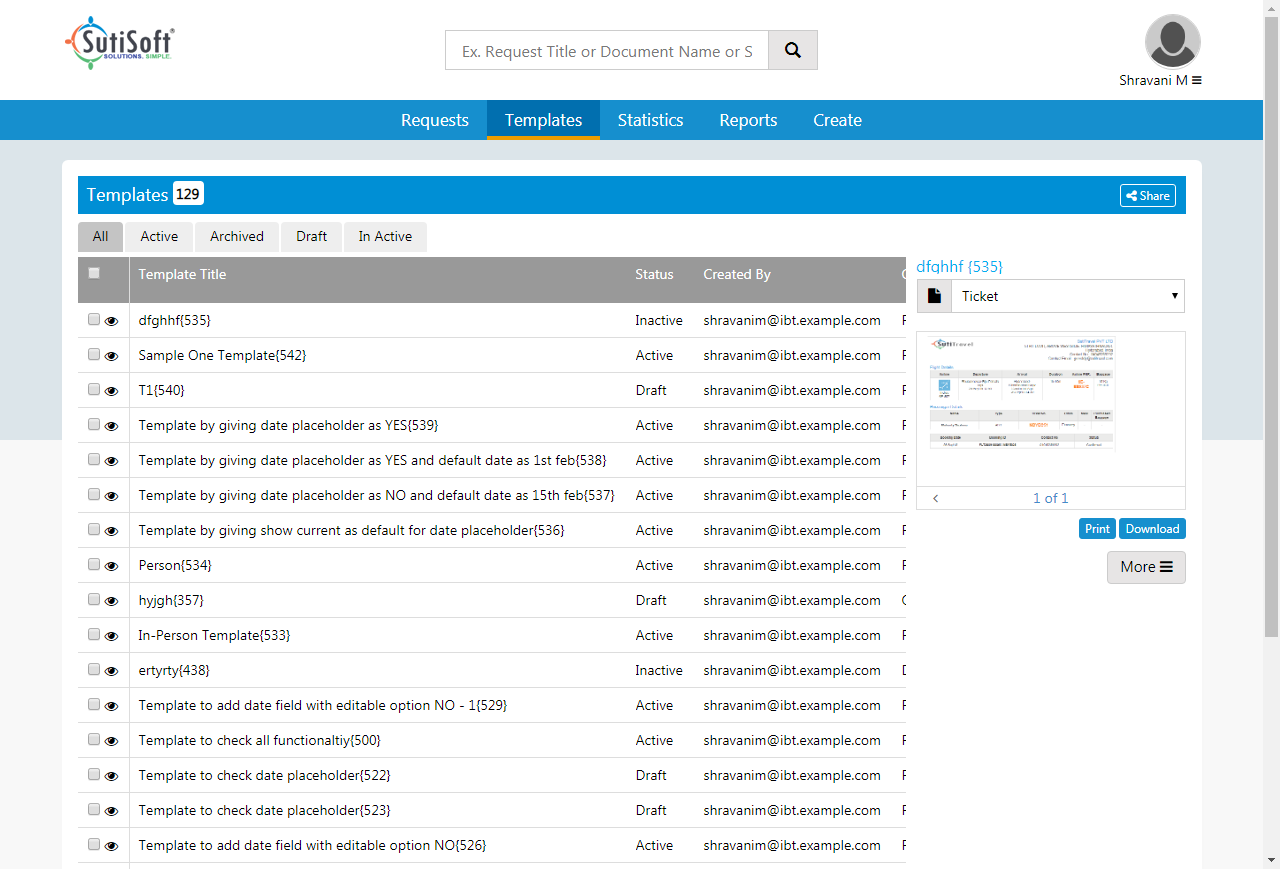 SutiSoft®
SOLUTIONS. SIMPLE.
Ex. Request Title or Document Name or S
Shravani M
Requests Templates Statistics Reports Create
Templates 129
Share
All Active Archived Draft In Active
Template Title Status Created By
dfghhf{535} Inactive shravanim@ibt.example.com
Sample One Template{542} Active shravanim@ibt.example.com
T1{540} Draft shravanim@ibt.example.com
Template by giving date placeholder as YES{539} Active shravanim@ibt.example.com
Template by giving date placeholder as YES and default date as 1st feb{538} Active shravanim@ibt.example.com
Template by giving date placeholder as NO and default date as 15th feb{537} Active shravanim@ibt.example.com
Template by giving show current as default for date placeholder{536} Active shravanim@ibt.example.com
Person{534} Active shravanim@ibt.example.com
hyjgh{357} Draft shravanim@ibt.example.com
In-Person Template{533} Active shravanim@ibt.example.com
ertyrty{438} Inactive shravanim@ibt.example.com
Template to add date field with editable option NO - 1{529} Active shravanim@ibt.example.com
Template to check all functionaltiy{500} Active shravanim@ibt.example.com
Template to check date placeholder{522} Draft shravanim@ibt.example.com
Template to check date placeholder{523} Draft shravanim@ibt.example.com
Template to add date field with editable option NO{526} Active shravanim@ibt.example.com
dfghhf {535}
Ticket
1 of 1
Print Download
More